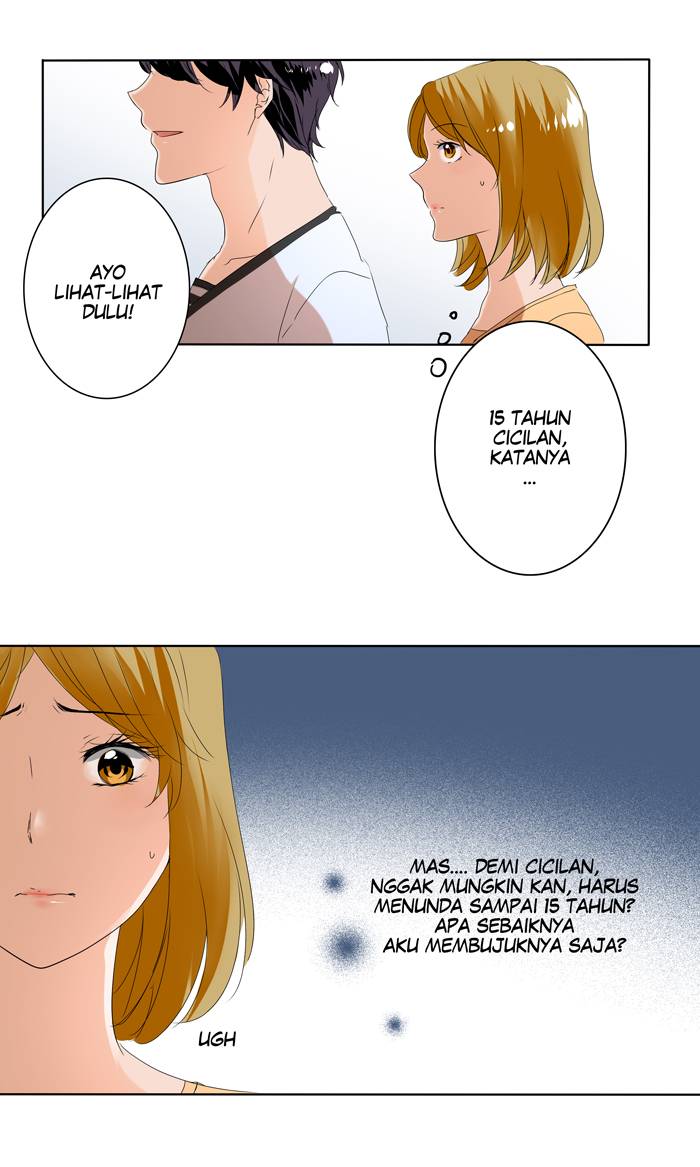 AYO
LIHAT-LIHAT
DULU!
15 TAHUN
CICILAN,
KATANYA
...
MAS.... DEMI CICILAN,
NGGAK MUNGKIN KAN, HARUS
MENUNDA SAMPAI 15 TAHUN?
APA SEBAIKNYA
AKU MEMBUJUKNYA SAJA?
UGH